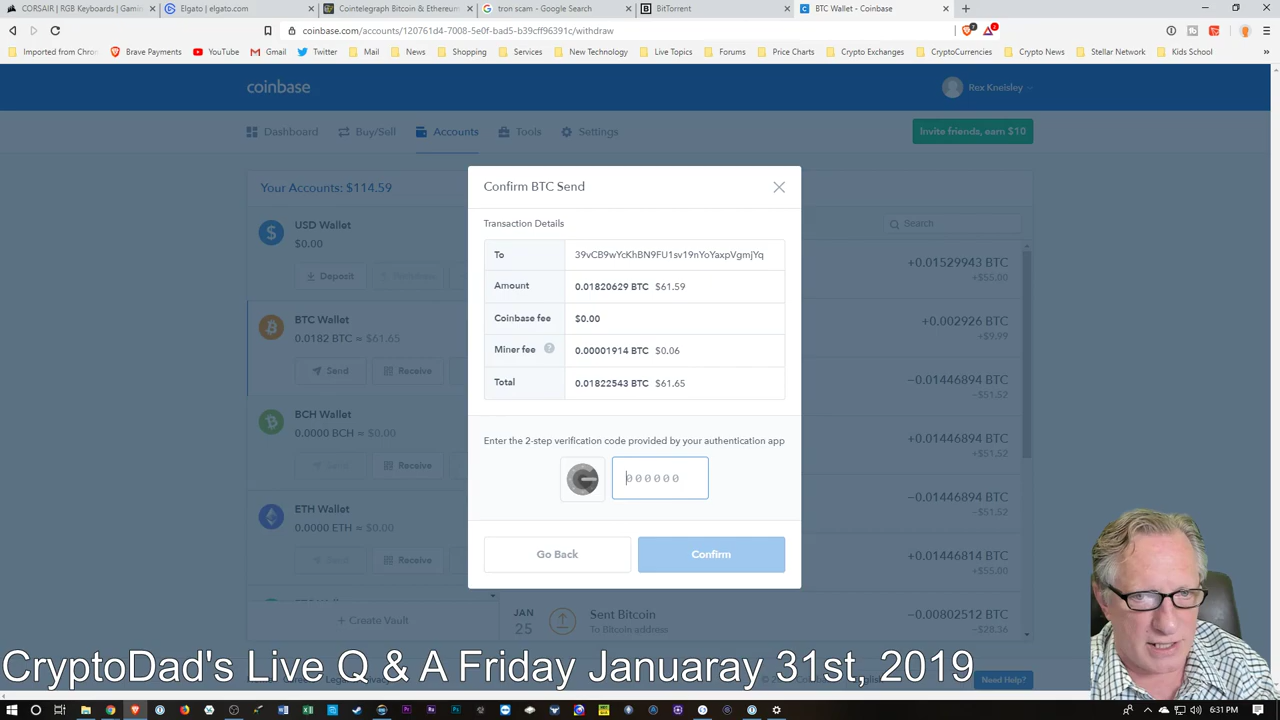 CORSAIR | RGB Keyboards | Gamin
Elgato | elgato.com
Cointelegraph Bitcoin & Ethereum
tron scam - Google Search
BitTorrent
BTC Wallet - Coinbase
coinbase.com/accounts/120761d4-7008-5e0f-bad5-b39cff96391c/withdraw
Imported from Chrom
Brave Payments
YouTube
Gmail
Twitter
Mail
News
Shopping
Services
New Technology
Live Topics
Forums
Price Charts
Crypto Exchanges
CryptoCurrencies
Crypto News
Stellar Network
Kids School
coinbase
Rex Kneisley
Dashboard
Buy/Sell
Accounts
Tools
Settings
Invite friends, earn $10
Your Accounts: $114.59
Search
USD Wallet
$0.00
Deposit
BTC Wallet
0.0182 BTC ≈ $61.65
Send
Receive
BCH Wallet
0.0000 BCH ≈ $0.00
Send
Receive
ETH Wallet
0.0000 ETH ≈ $0.00
Send
Receive
+ Create Vault
Confirm BTC Send
Transaction Details
To 39vCB9wYcKhBN9FU1sv19nYoYaxpVgmjYq
Amount 0.01820629 BTC $61.59
Coinbase fee $0.00
Miner fee ? 0.00001914 BTC $0.06
Total 0.01822543 BTC $61.65
Enter the 2-step verification code provided by your authentication app
000000
Go Back
Confirm
+0.01529943 BTC
+$55.00
+0.002926 BTC
+$9.99
−0.01446894 BTC
−$51.52
+0.01446894 BTC
+$51.52
−0.01446894 BTC
−$51.52
+0.01446814 BTC
+$55.00
JAN
25
Sent Bitcoin
To Bitcoin address
−0.00802512 BTC
−$28.36
Need Help?
CryptoDad's Live Q & A Friday Januaray 31st, 2019
6:31 PM